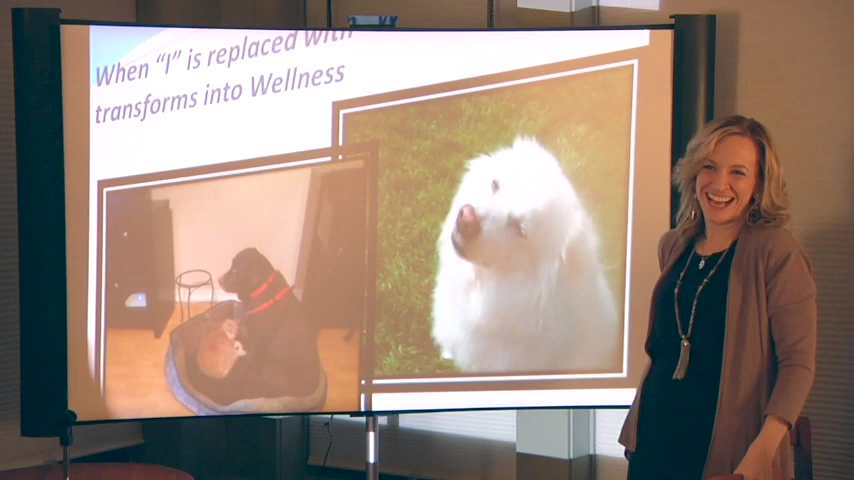 When “I” is replaced with
transforms into Wellness